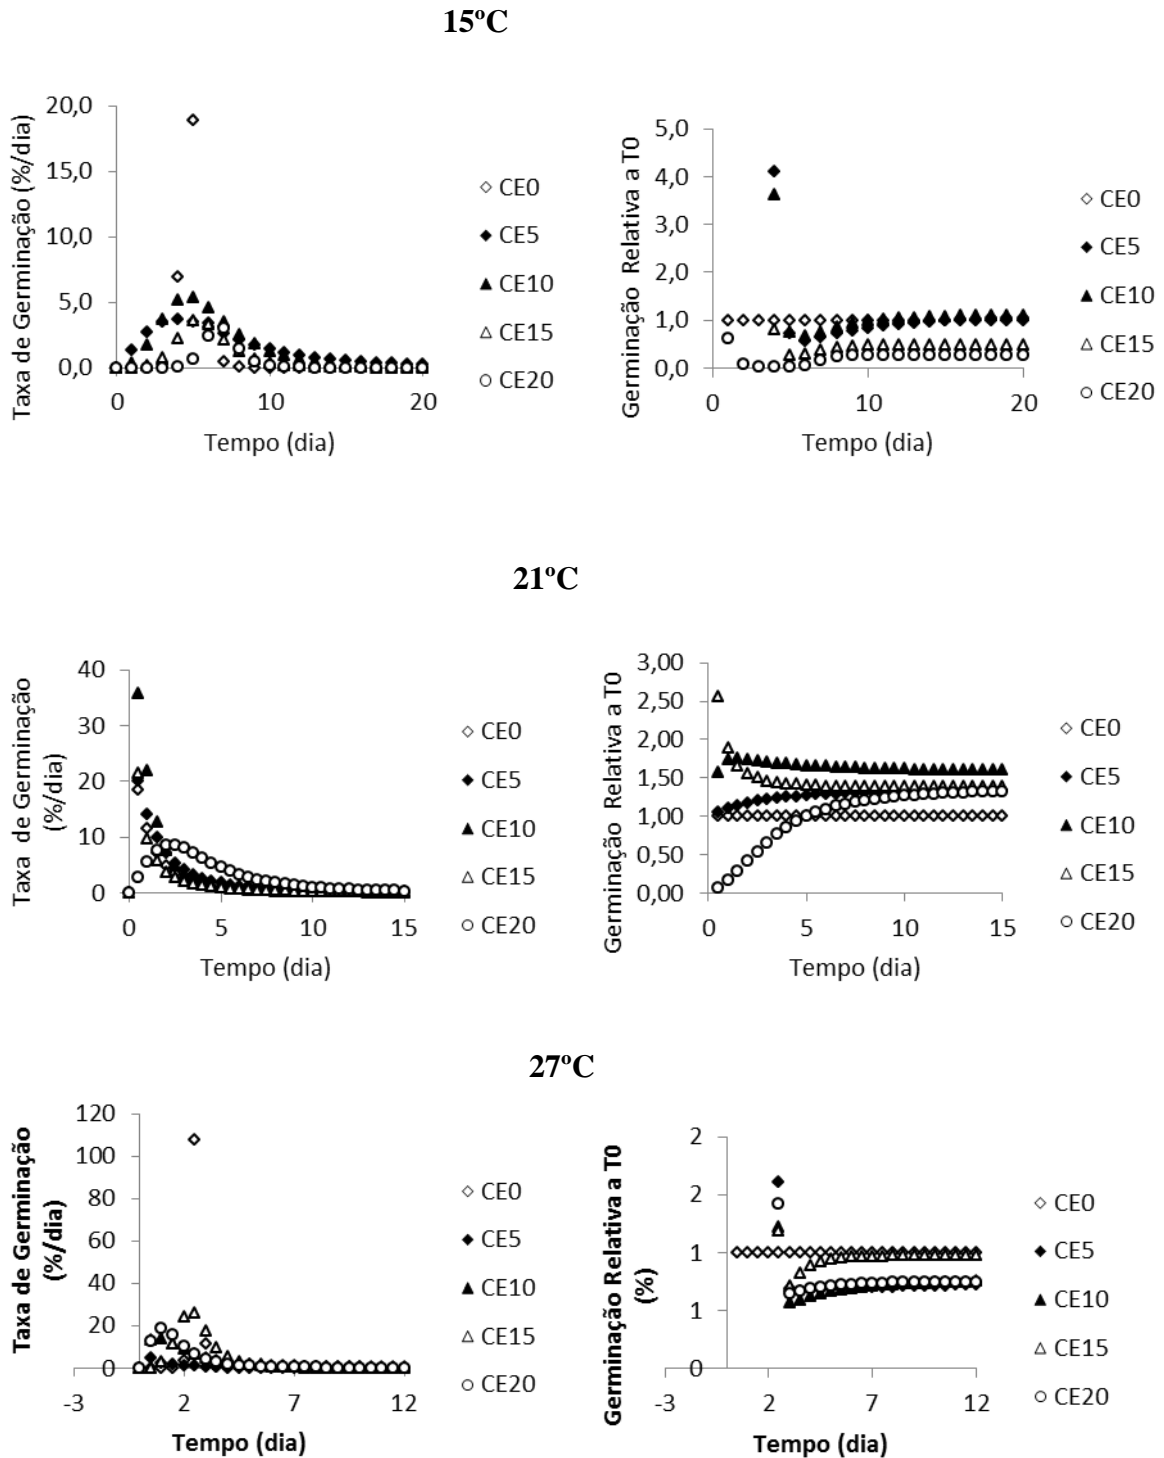 15ºC
Taxa de Germinação (%/dia)
20,0
15,0
10,0
5,0
0,0
0 10 20
Tempo (dia)
CE0
CE5
CE10
CE15
CE20
Germinação Relativa a T0
5,0
4,0
3,0
2,0
1,0
0,0
0 10 20
Tempo (dia)
CE0
CE5
CE10
CE15
CE20
21ºC
Taxa de Germinação
(%/dia)
40
30
20
10
0
0 5 10 15
Tempo (dia)
CE0
CE5
CE10
CE15
CE20
Germinação Relativa a T0
3,00
2,50
2,00
1,50
1,00
0,50
0,00
0 5 10 15
Tempo (dia)
CE0
CE5
CE10
CE15
CE20
27ºC
Taxa de Germinação
(%/dia)
120
100
80
60
40
20
0
-3 2 7 12
Tempo (dia)
CE0
CE5
CE10
CE15
CE20
Germinação Relativa a T0
(%)
2
2
1
1
0
-3 2 7 12
Tempo (dia)
CE0
CE5
CE10
CE15
CE20